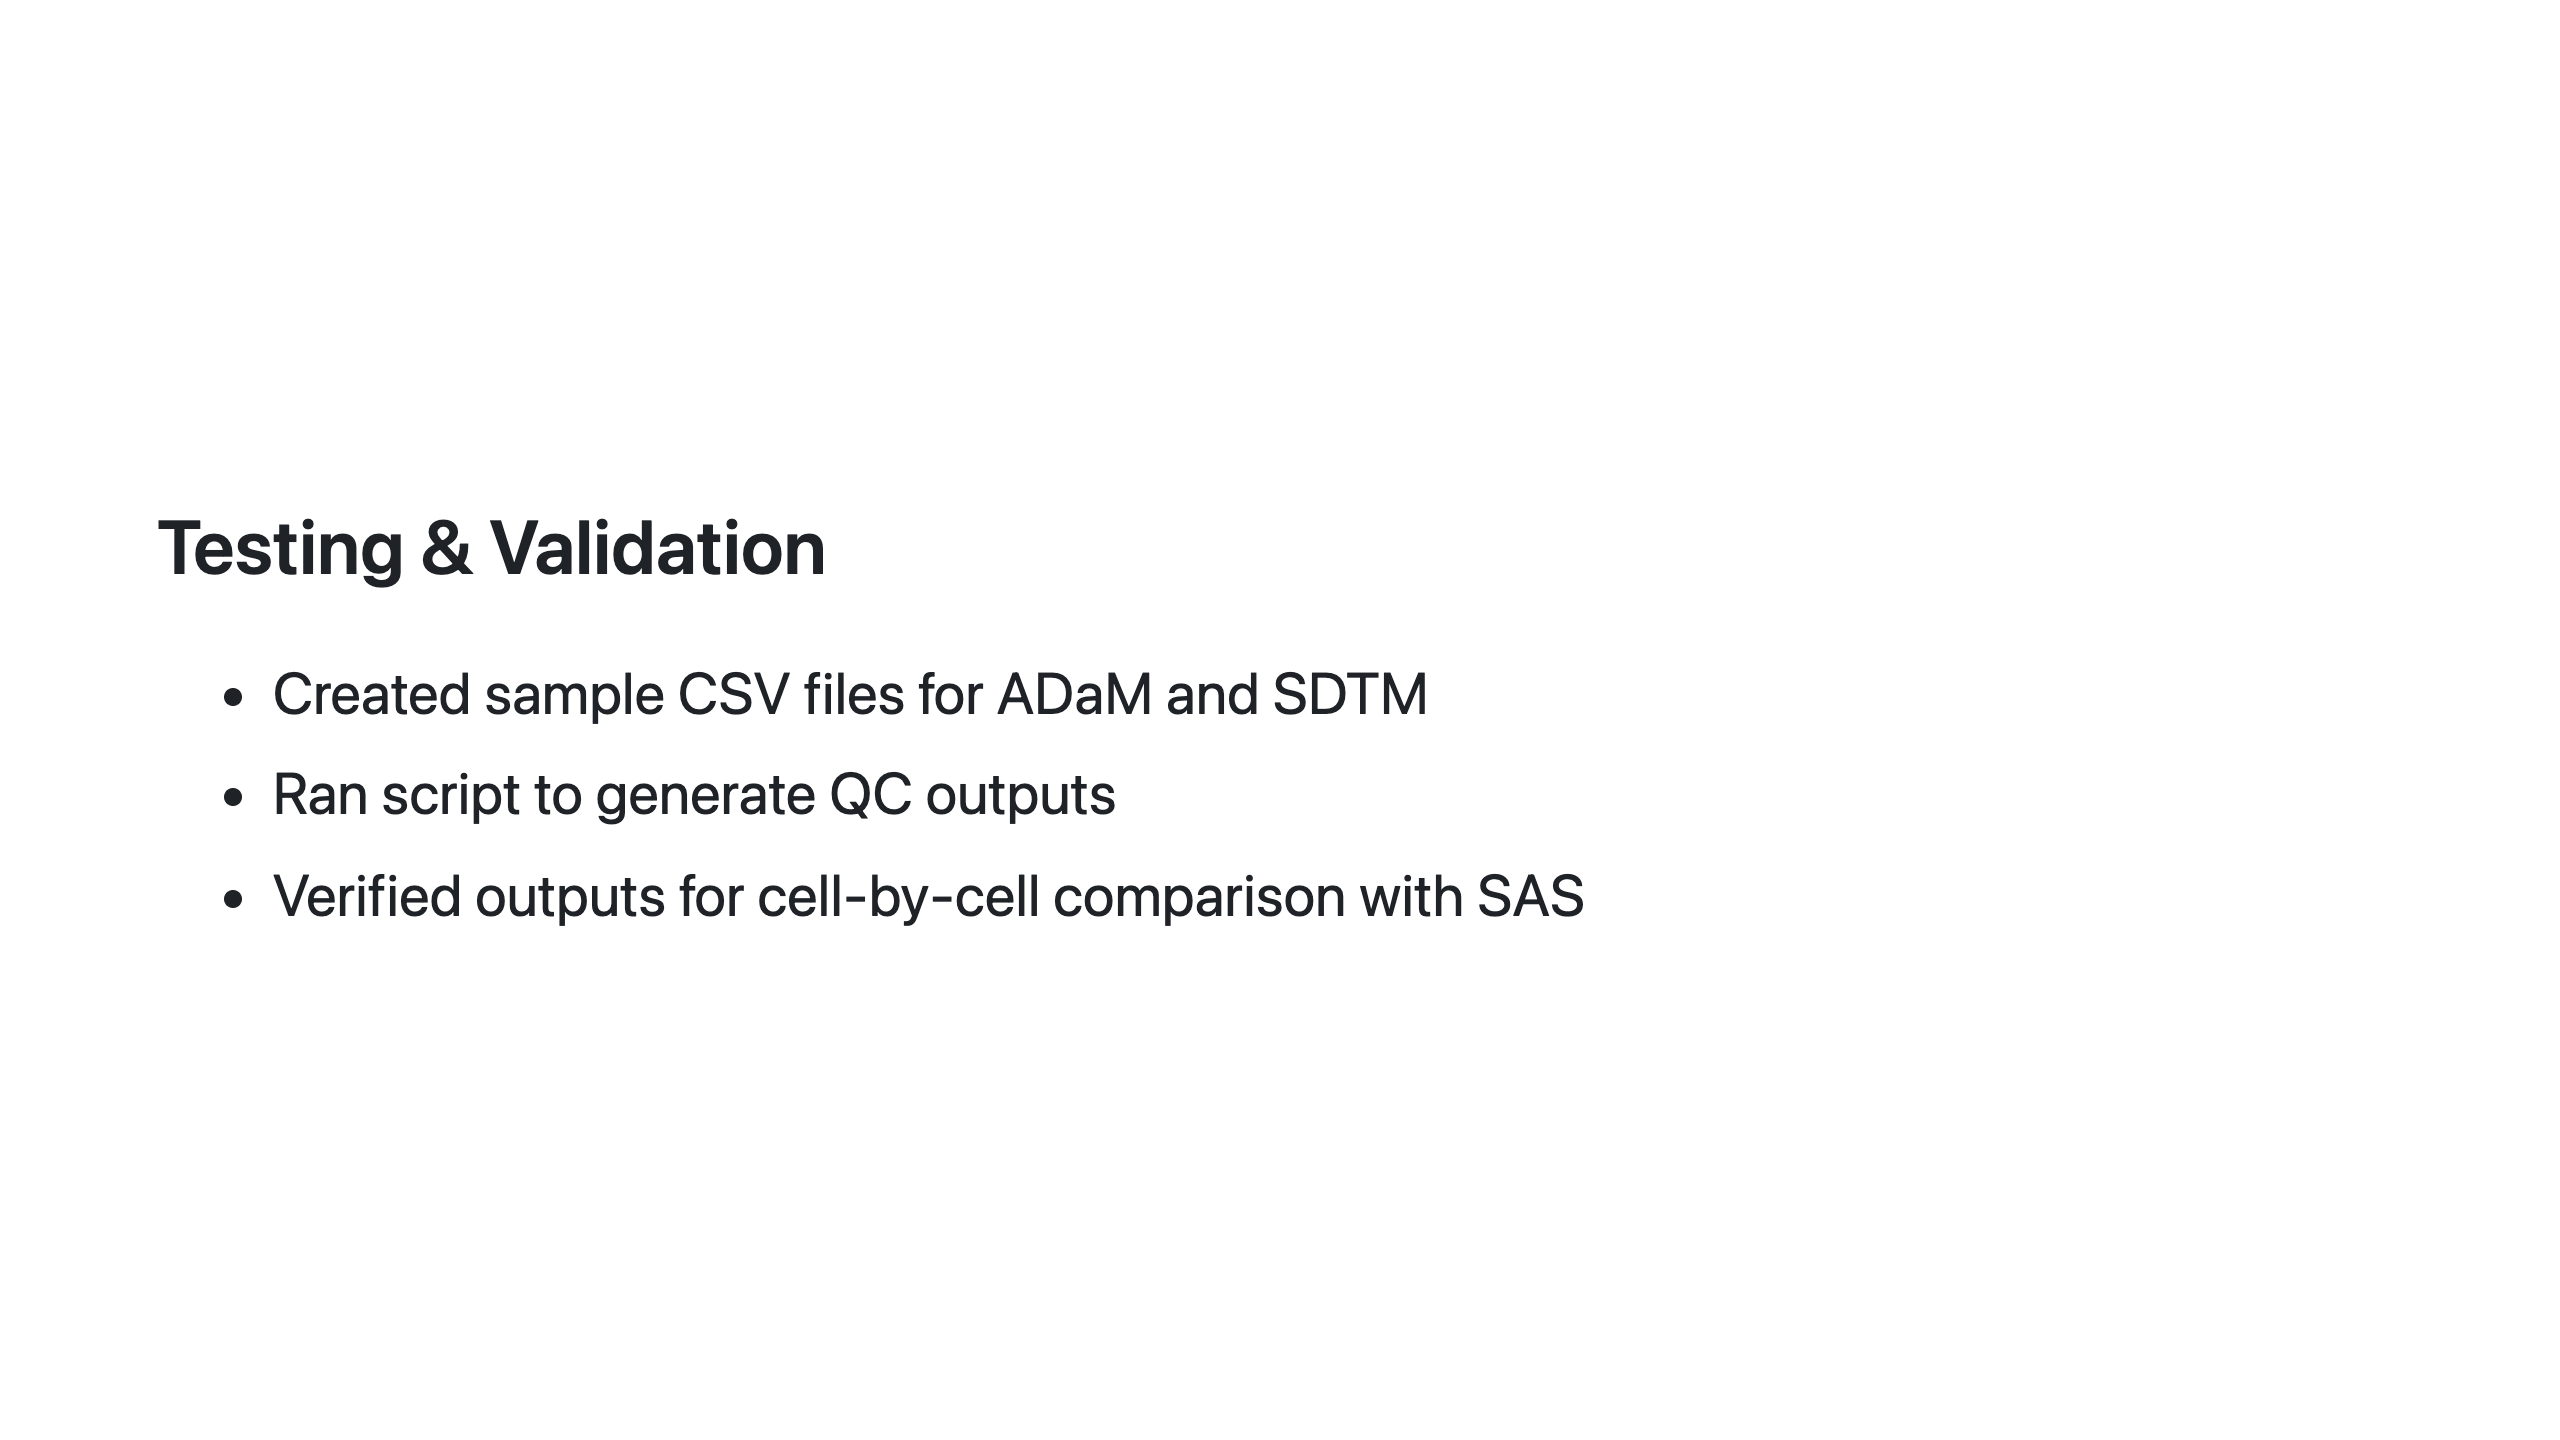 Testing & Validation
• Created sample CSV files for ADaM and SDTM
• Ran script to generate QC outputs
• Verified outputs for cell-by-cell comparison with SAS